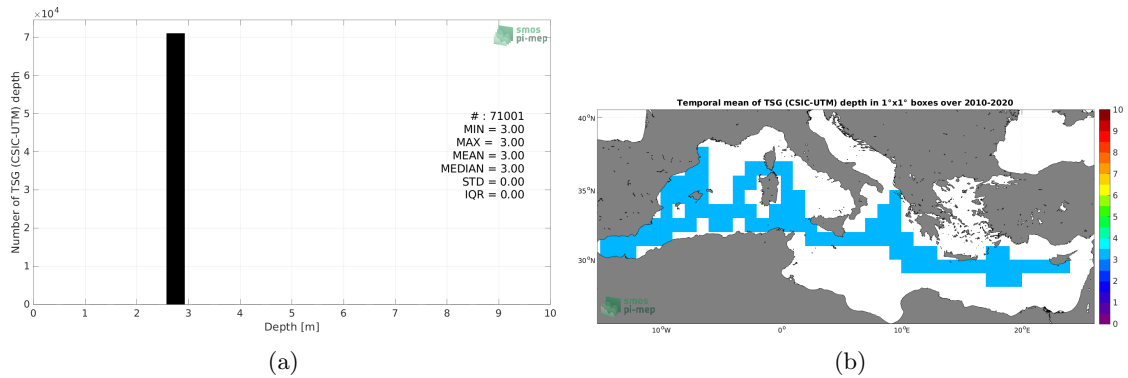 ×10⁴
7
6
5
4
3
2
1
0
Number of TSG (CSIC-UTM) depth
smos
pi-mep
# : 71001
MIN = 3.00
MAX = 3.00
MEAN = 3.00
MEDIAN = 3.00
STD = 0.00
IQR = 0.00
0 1 2 3 4 5 6 7 8 9 10
Depth [m]
(a)
Temporal mean of TSG (CSIC-UTM) depth in 1°x1° boxes over 2010-2020
40°N
35°N
30°N
10°W 0° 10°E 20°E
smos
pi-mep
10
9
8
7
6
5
4
3
2
1
0
(b)